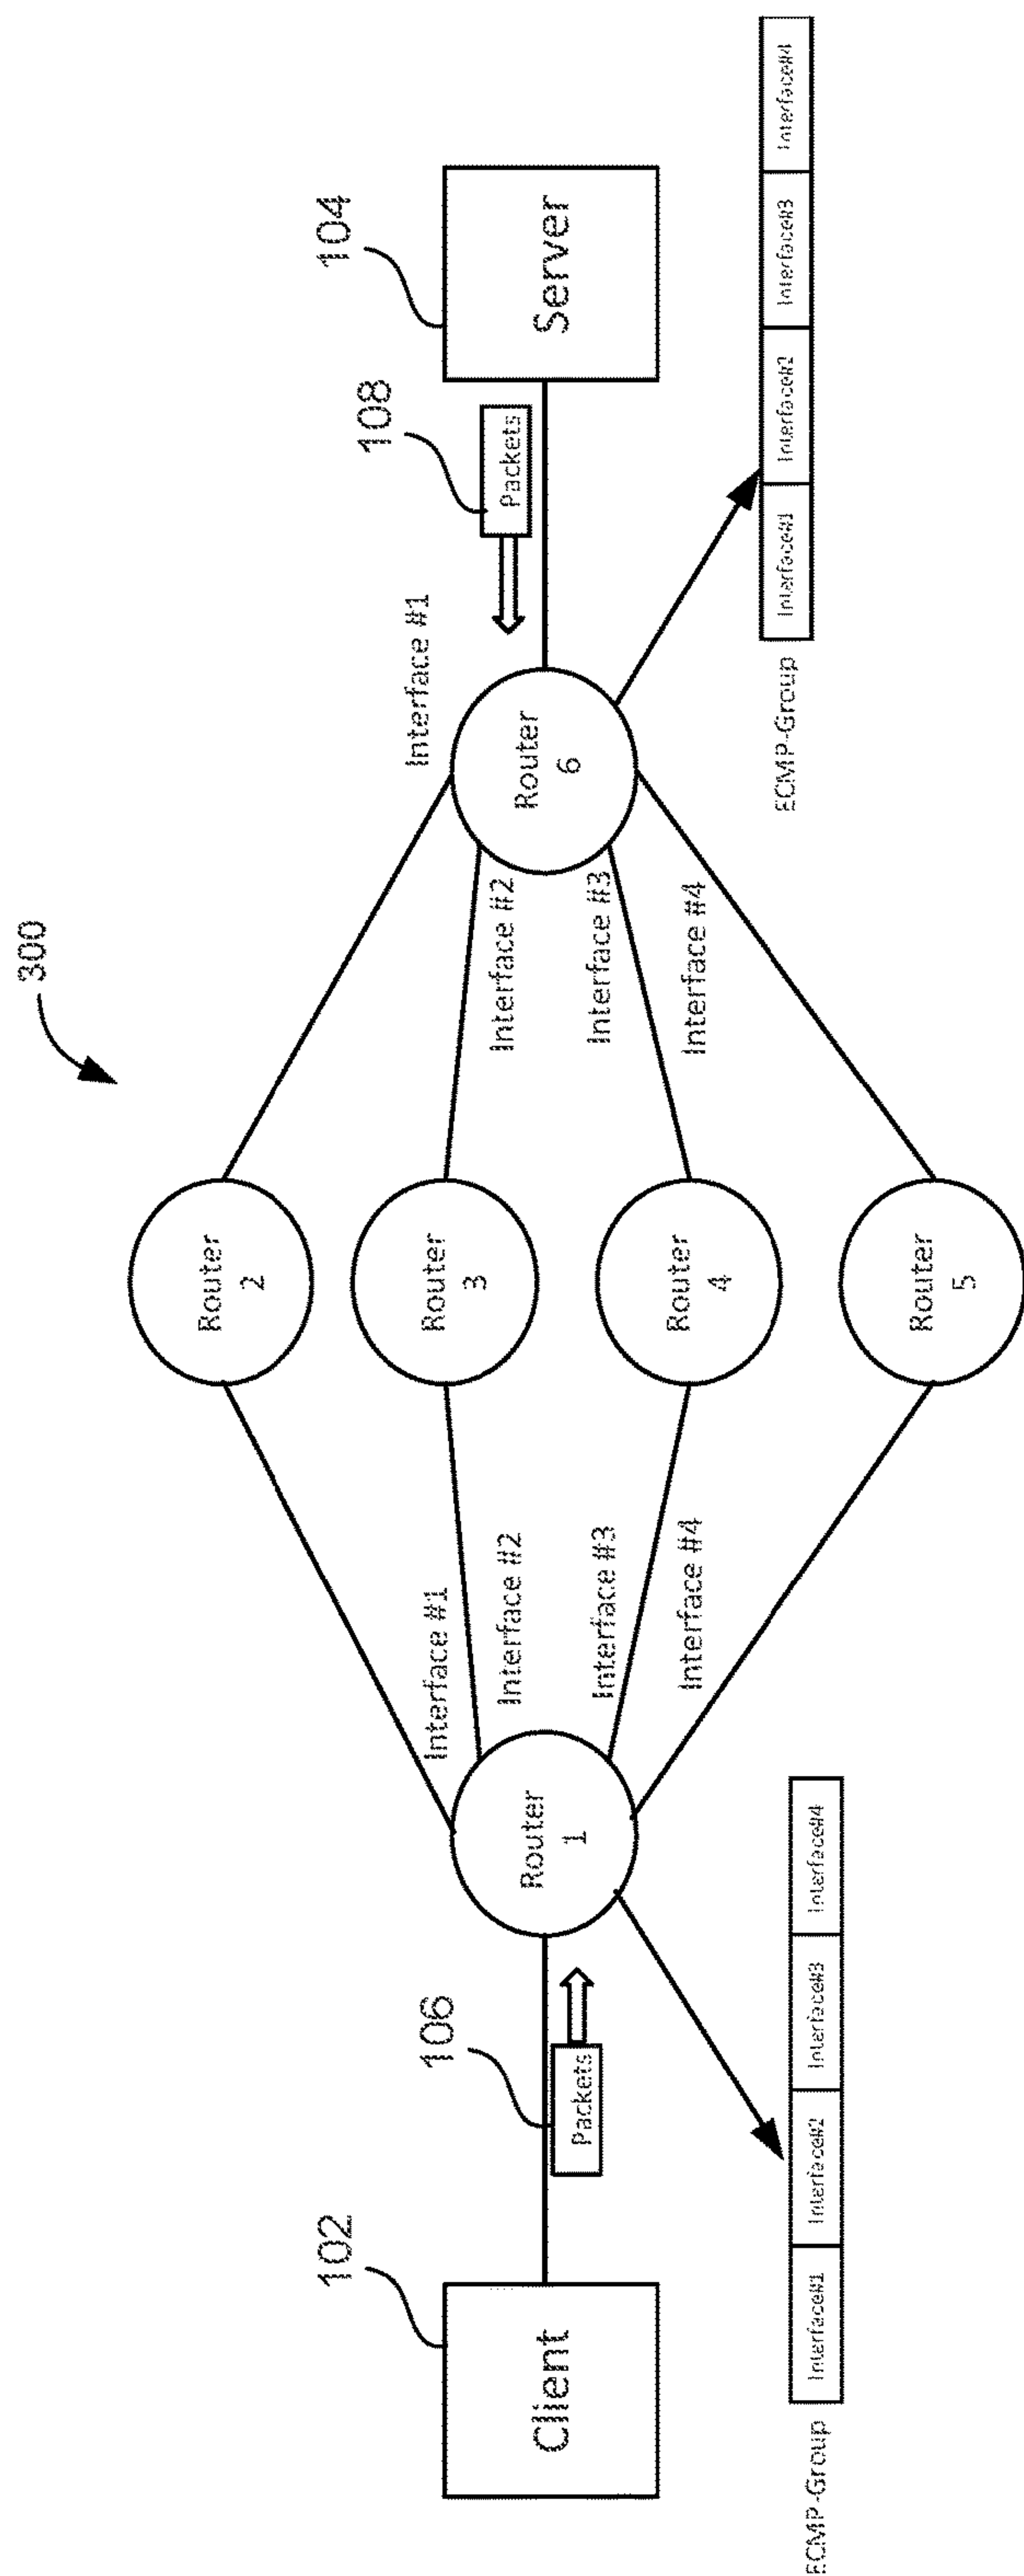 300
Client
102
Packets
106
Router
1
Interface #1
Interface #2
Interface #3
Interface #4
ECMP-Group
Interface#1
Interface#2
Interface#3
Interface#4
Router
2
Router
3
Router
4
Router
5
Interface #1
Interface #2
Interface #3
Interface #4
Router
6
Packets
108
Server
104
ECMP-Group
Interface#1
Interface#2
Interface#3
Interface#4